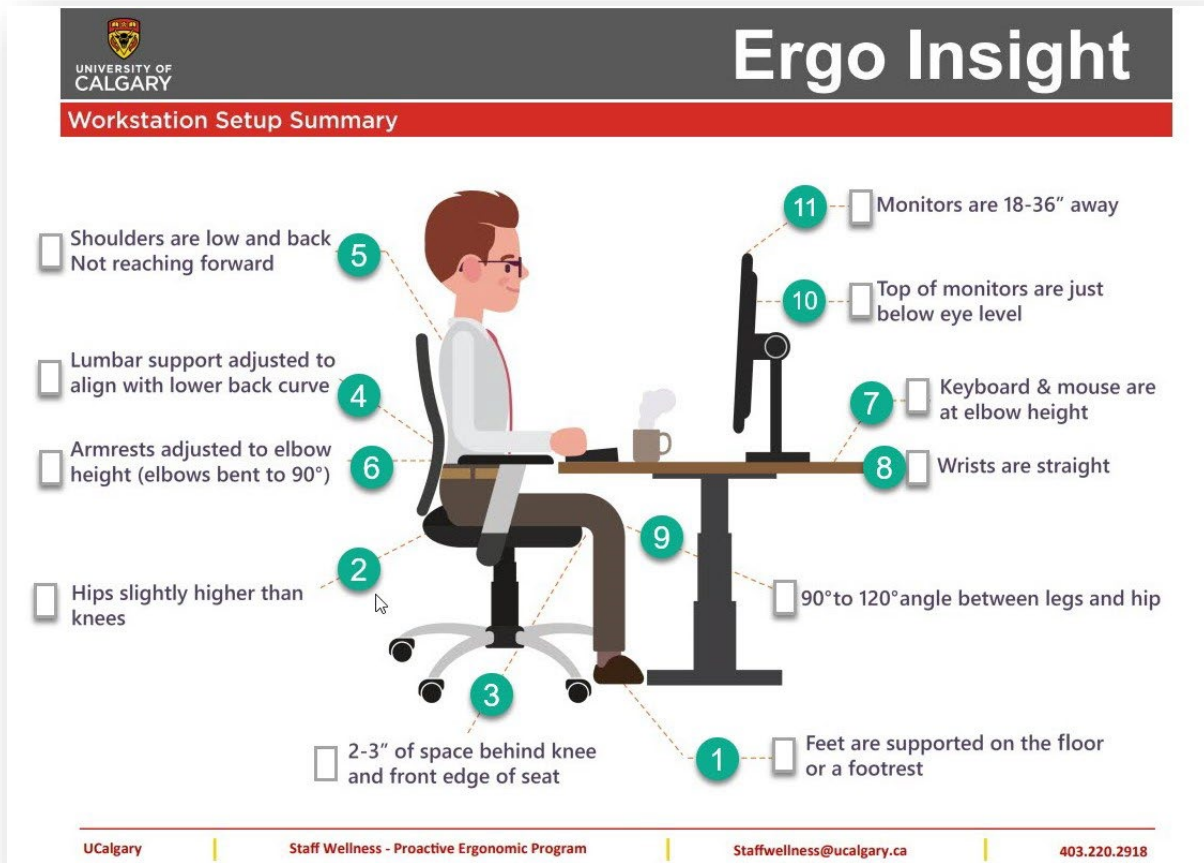 UNIVERSITY OF
CALGARY
Ergo Insight
Workstation Setup Summary
Shoulders are low and back
Not reaching forward
5
Lumbar support adjusted to
align with lower back curve
4
Armrests adjusted to elbow
height (elbows bent to 90°)
6
Hips slightly higher than
knees
2
3
2-3" of space behind knee
and front edge of seat
11
Monitors are 18-36" away
10
Top of monitors are just
below eye level
7
Keyboard & mouse are
at elbow height
8
Wrists are straight
9
90°to 120°angle between legs and hip
1
Feet are supported on the floor
or a footrest
UCalgary
Staff Wellness - Proactive Ergonomic Program
Staffwellness@ucalgary.ca
403.220.2918